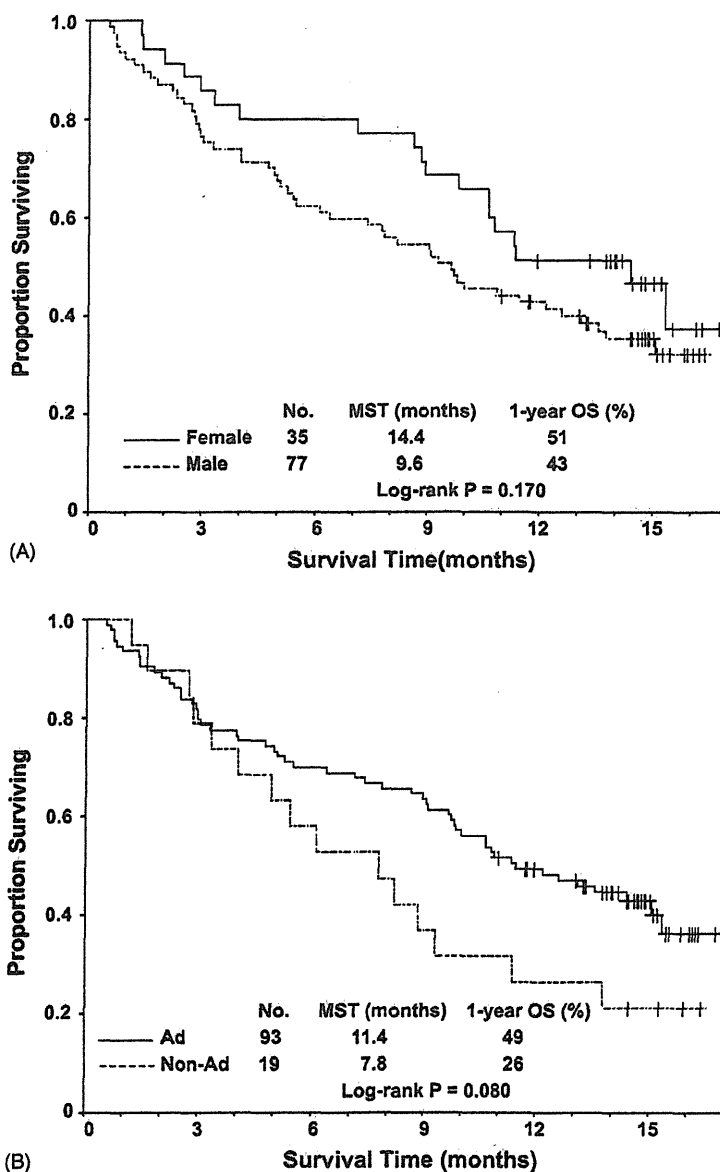 1.0
0.8
0.6
0.4
0.2
0
Proportion Surviving
No. MST (months) 1-year OS (%)
Female 35 14.4 51
Male 77 9.6 43
Log-rank P = 0.170
0 3 6 9 12 15
(A)
Survival Time(months)
1.0
0.8
0.6
0.4
0.2
0
Proportion Surviving
No. MST (months) 1-year OS (%)
Ad 93 11.4 49
Non-Ad 19 7.8 26
Log-rank P = 0.080
0 3 6 9 12 15
(B)
Survival Time (months)